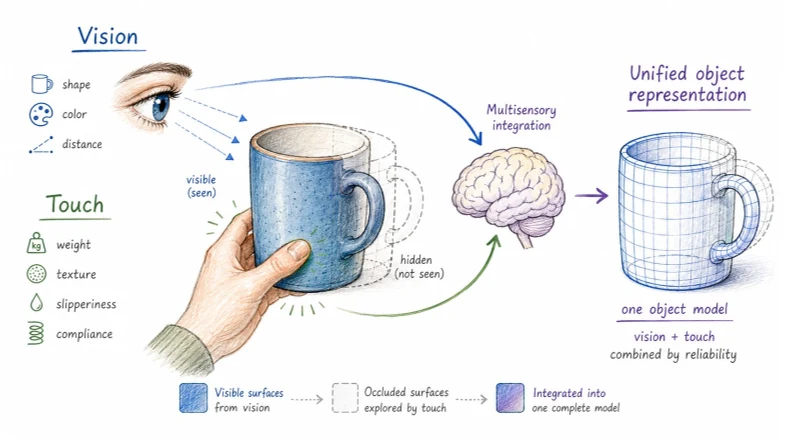 Vision
shape
color
distance
Touch
kg
weight
texture
slipperiness
compliance
visible
(seen)
hidden
(not seen)
Multisensory
integration
Unified object
representation
one object model
vision + touch
combined by reliability
Visible surfaces
from vision
Occluded surfaces
explored by touch
Integrated into
one complete model